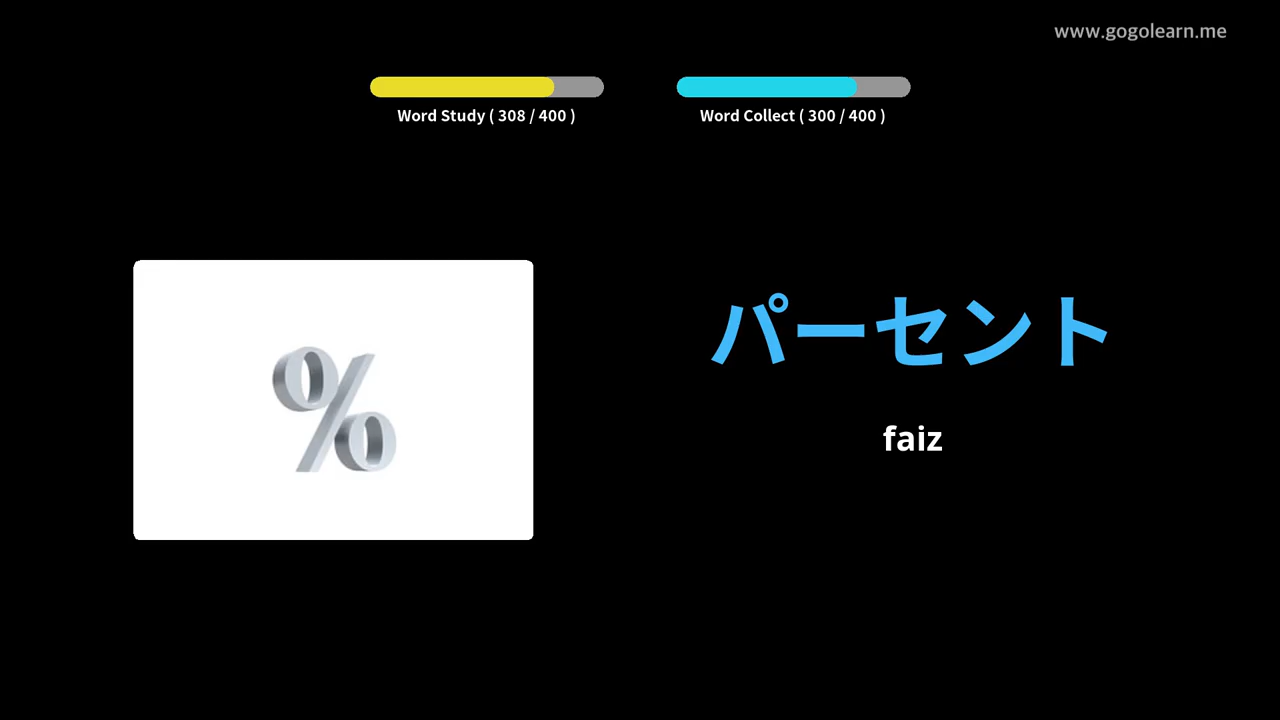 www.gogolearn.me
Word Study ( 308 / 400 )
Word Collect ( 300 / 400 )
%
パーセント
faiz